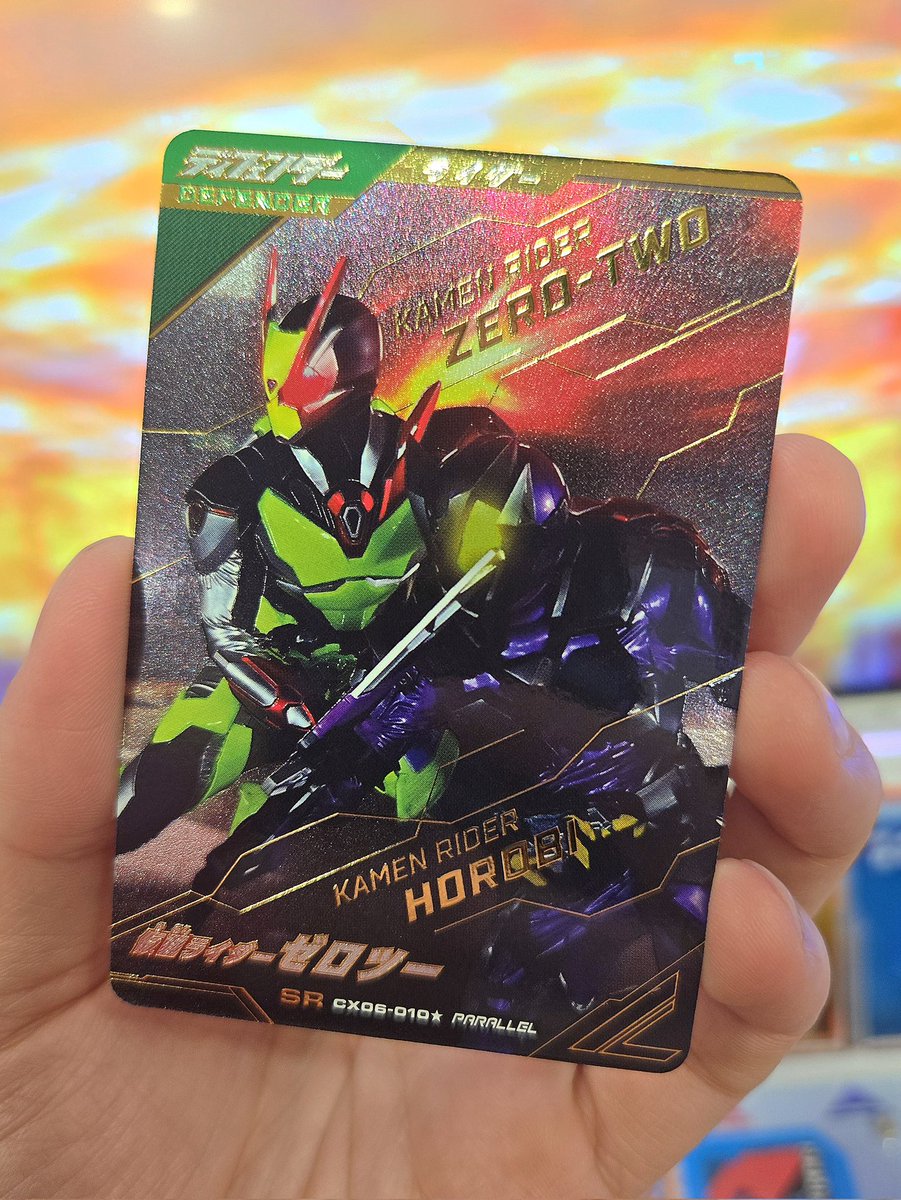 ディフェンダー
DEFENDER
ライダー
KAMEN RIDER
ZERO-TWO
KAMEN RIDER
HOROBI
仮面ライダーゼロツー
SR CX06-010★ PARALLEL